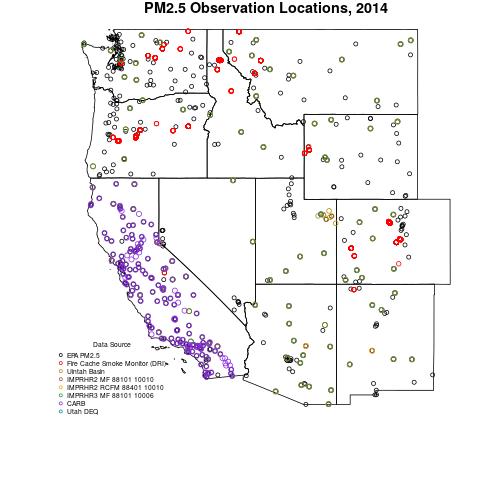 PM2.5 Observation Locations, 2014
Data Source
EPA PM2.5
Fire Cache Smoke Monitor (DRI)
Uintah Basin
IMPRHR2 MF 88101 10010
IMPRHR2 RCFM 88401 10010
IMPRHR3 MF 88101 10006
CARB
Utah DEQ